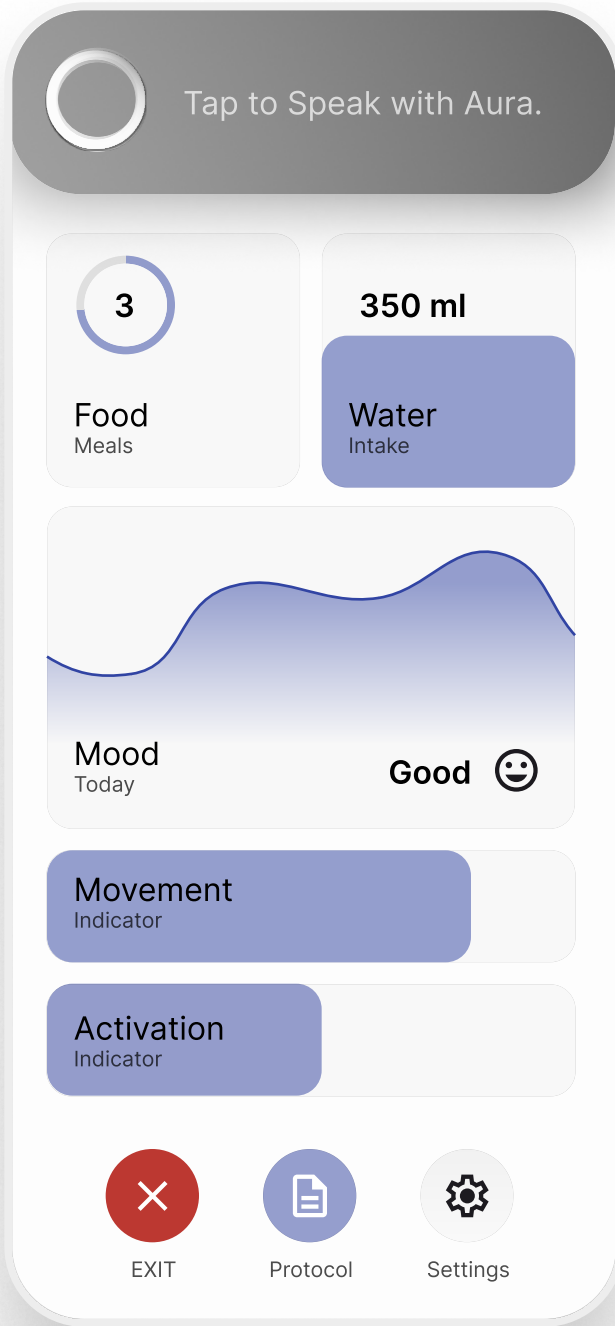 Tap to Speak with Aura.
3
350 ml
Food
Meals
Water
Intake
Mood
Today
Good
Movement
Indicator
Activation
Indicator
EXIT
Protocol
Settings